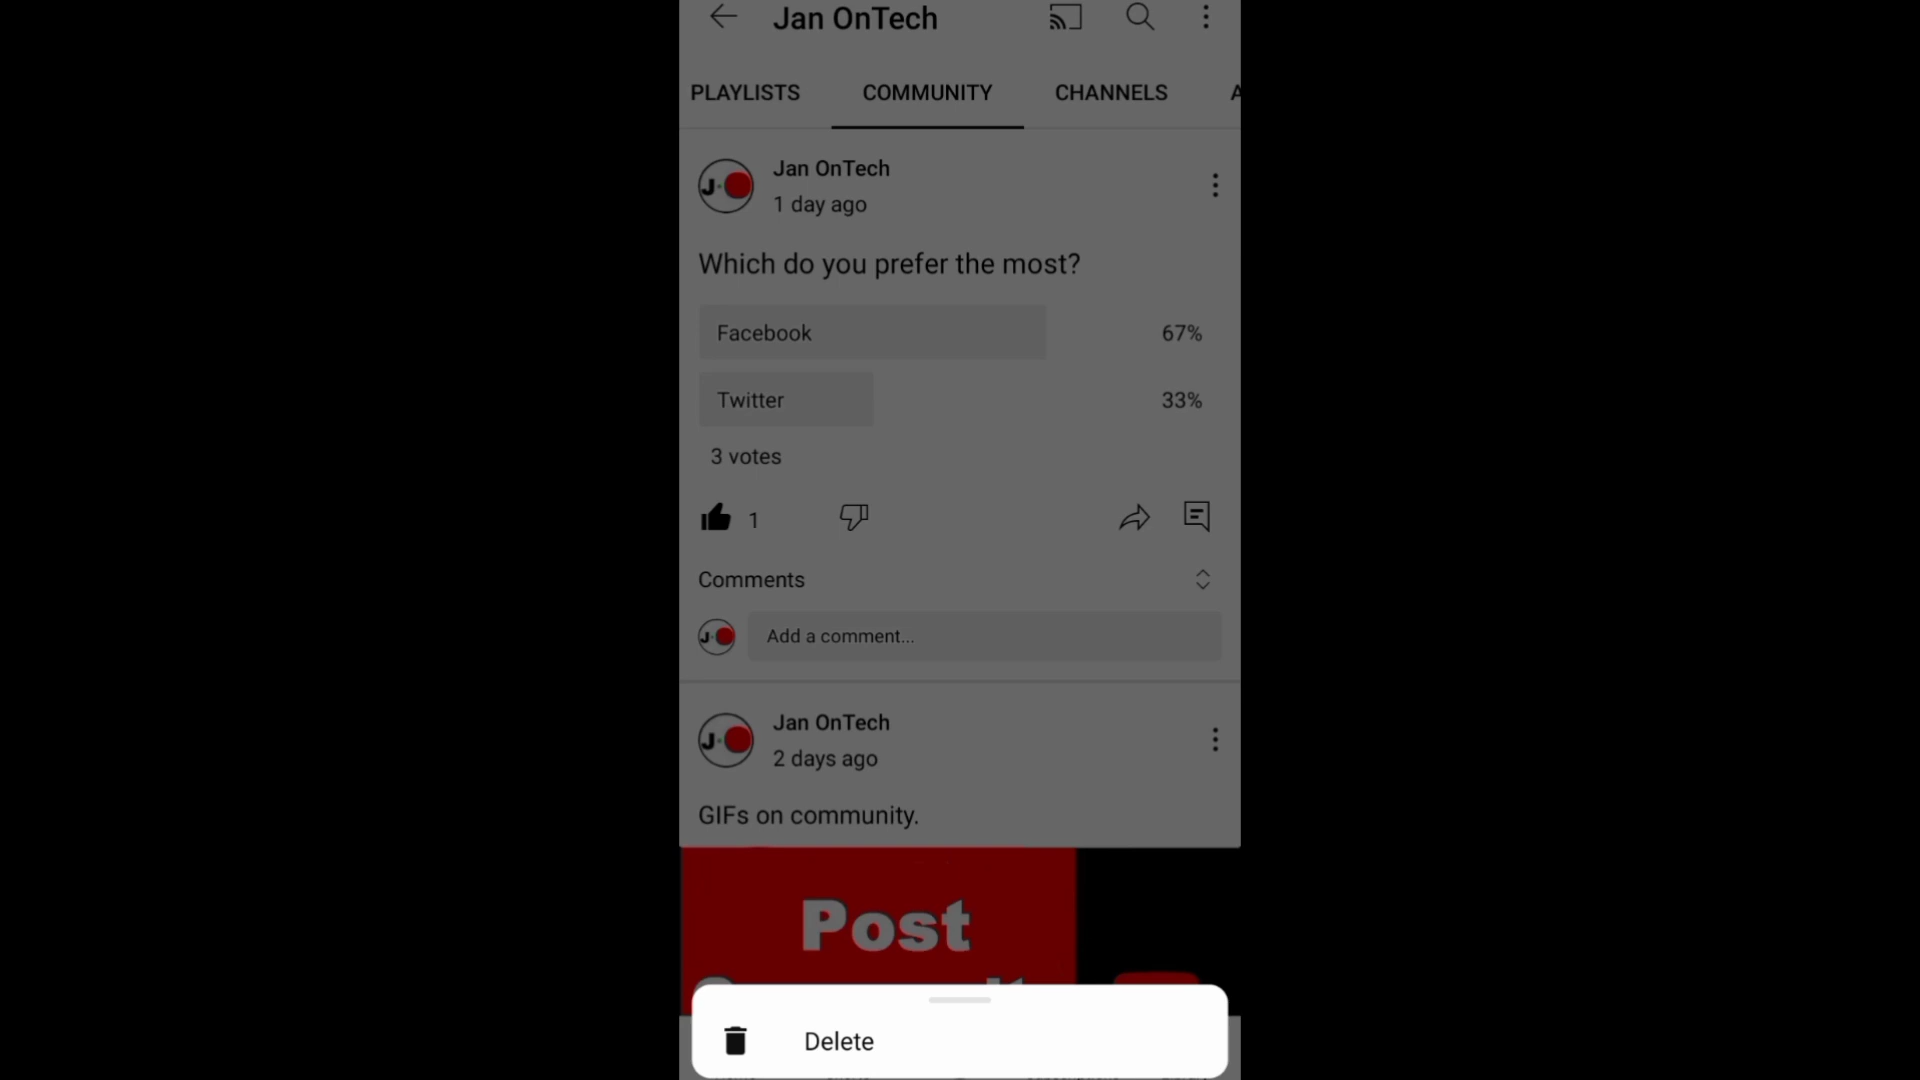 Jan OnTech
PLAYLISTS COMMUNITY CHANNELS A
J
Jan OnTech
1 day ago
Which do you prefer the most?
Facebook 67%
Twitter 33%
3 votes
1
Comments
J
Add a comment...
J
Jan OnTech
2 days ago
GIFs on community.
Post
Delete